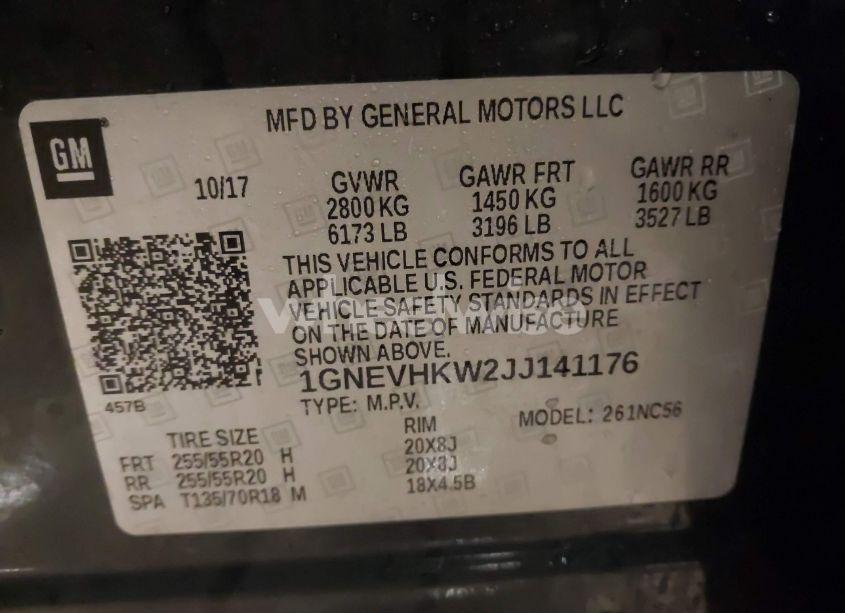 GM
MFD BY GENERAL MOTORS LLC
10/17
GVWR
2800 KG
6173 LB
GAWR FRT
1450 KG
3196 LB
GAWR RR
1600 KG
3527 LB
THIS VEHICLE CONFORMS TO ALL
APPLICABLE U.S. FEDERAL MOTOR
VEHICLE SAFETY STANDARDS IN EFFECT
ON THE DATE OF MANUFACTURE
SHOWN ABOVE.
1GNEVHKW2JJ141176
457B
TYPE: M.P.V.
MODEL: 261NC56
TIRE SIZE RIM
FRT 255/55R20 H 20X8J
RR 255/55R20 H 20X8J
SPA T135/70R18 M 18X4.5B